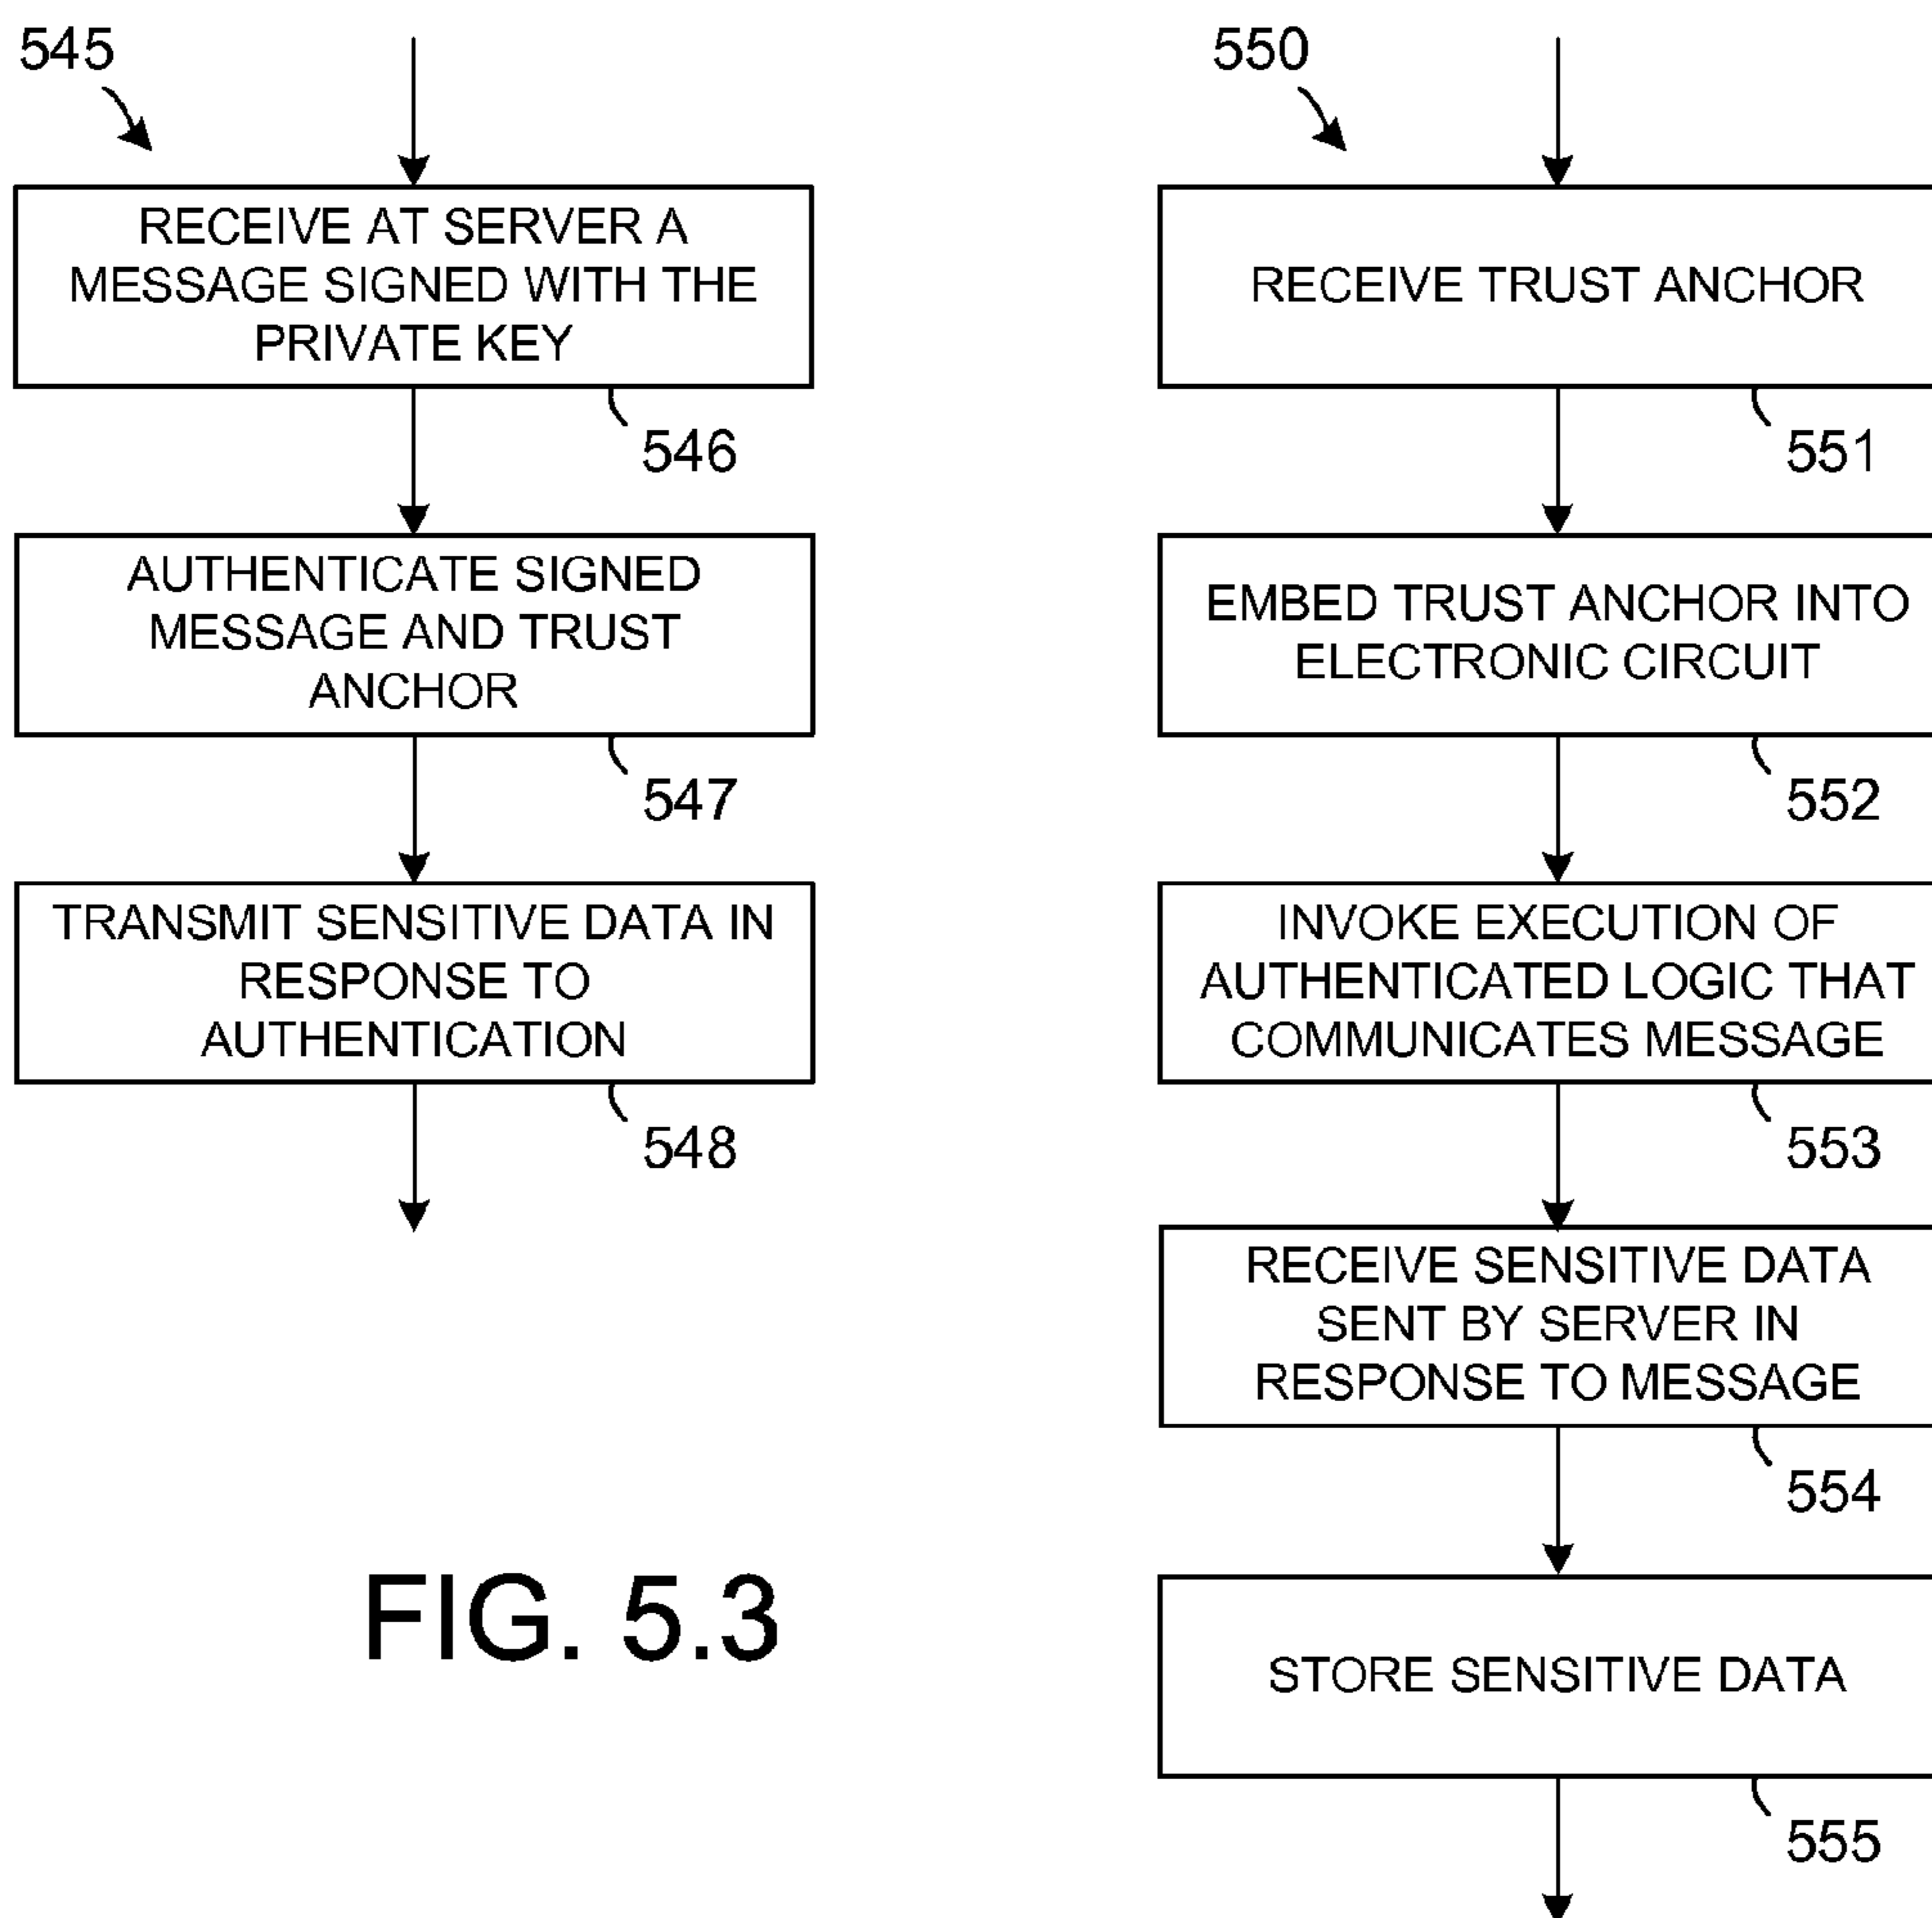 545
RECEIVE AT SERVER A
MESSAGE SIGNED WITH THE
PRIVATE KEY
546
AUTHENTICATE SIGNED
MESSAGE AND TRUST
ANCHOR
547
TRANSMIT SENSITIVE DATA IN
RESPONSE TO
AUTHENTICATION
548
FIG. 5.3
550
RECEIVE TRUST ANCHOR
551
EMBED TRUST ANCHOR INTO
ELECTRONIC CIRCUIT
552
INVOKE EXECUTION OF
AUTHENTICATED LOGIC THAT
COMMUNICATES MESSAGE
553
RECEIVE SENSITIVE DATA
SENT BY SERVER IN
RESPONSE TO MESSAGE
554
STORE SENSITIVE DATA
555